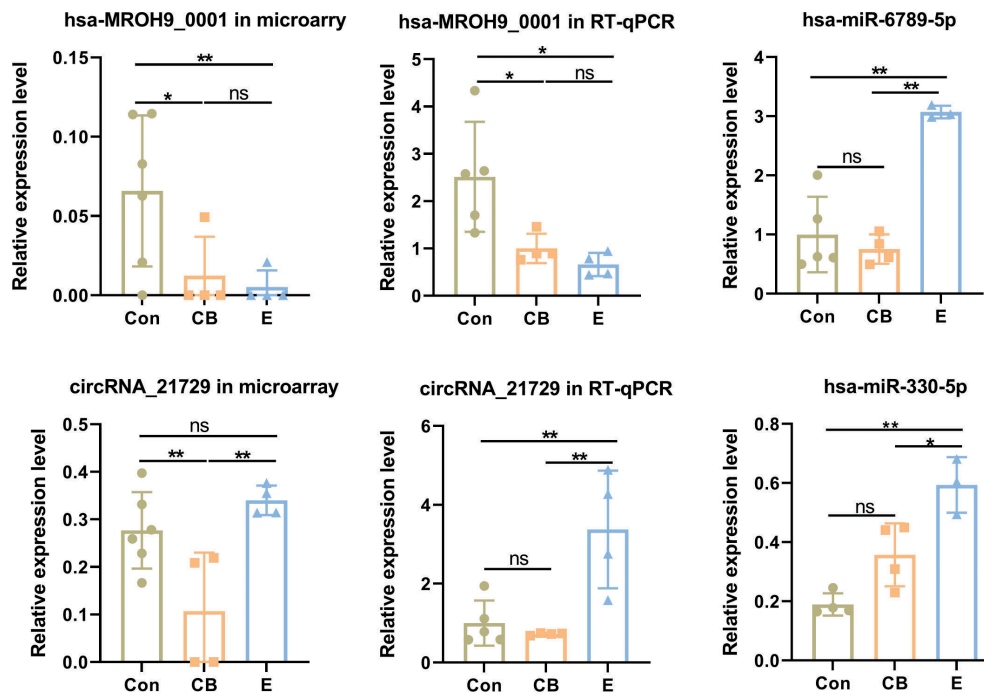 hsa-MROH9_0001 in microarry
Relative expression level
0.15
0.10
0.05
0.00
**
*
ns
Con CB E
hsa-MROH9_0001 in RT-qPCR
Relative expression level
5
4
3
2
1
0
*
*
ns
Con CB E
hsa-miR-6789-5p
Relative expression level
4
3
2
1
0
**
**
ns
Con CB E
circRNA_21729 in microarray
Relative expression level
0.5
0.4
0.3
0.2
0.1
0.0
ns
**
**
Con CB E
circRNA_21729 in RT-qPCR
Relative expression level
6
4
2
0
**
**
ns
Con CB E
hsa-miR-330-5p
Relative expression level
0.8
0.6
0.4
0.2
0.0
**
*
ns
Con CB E